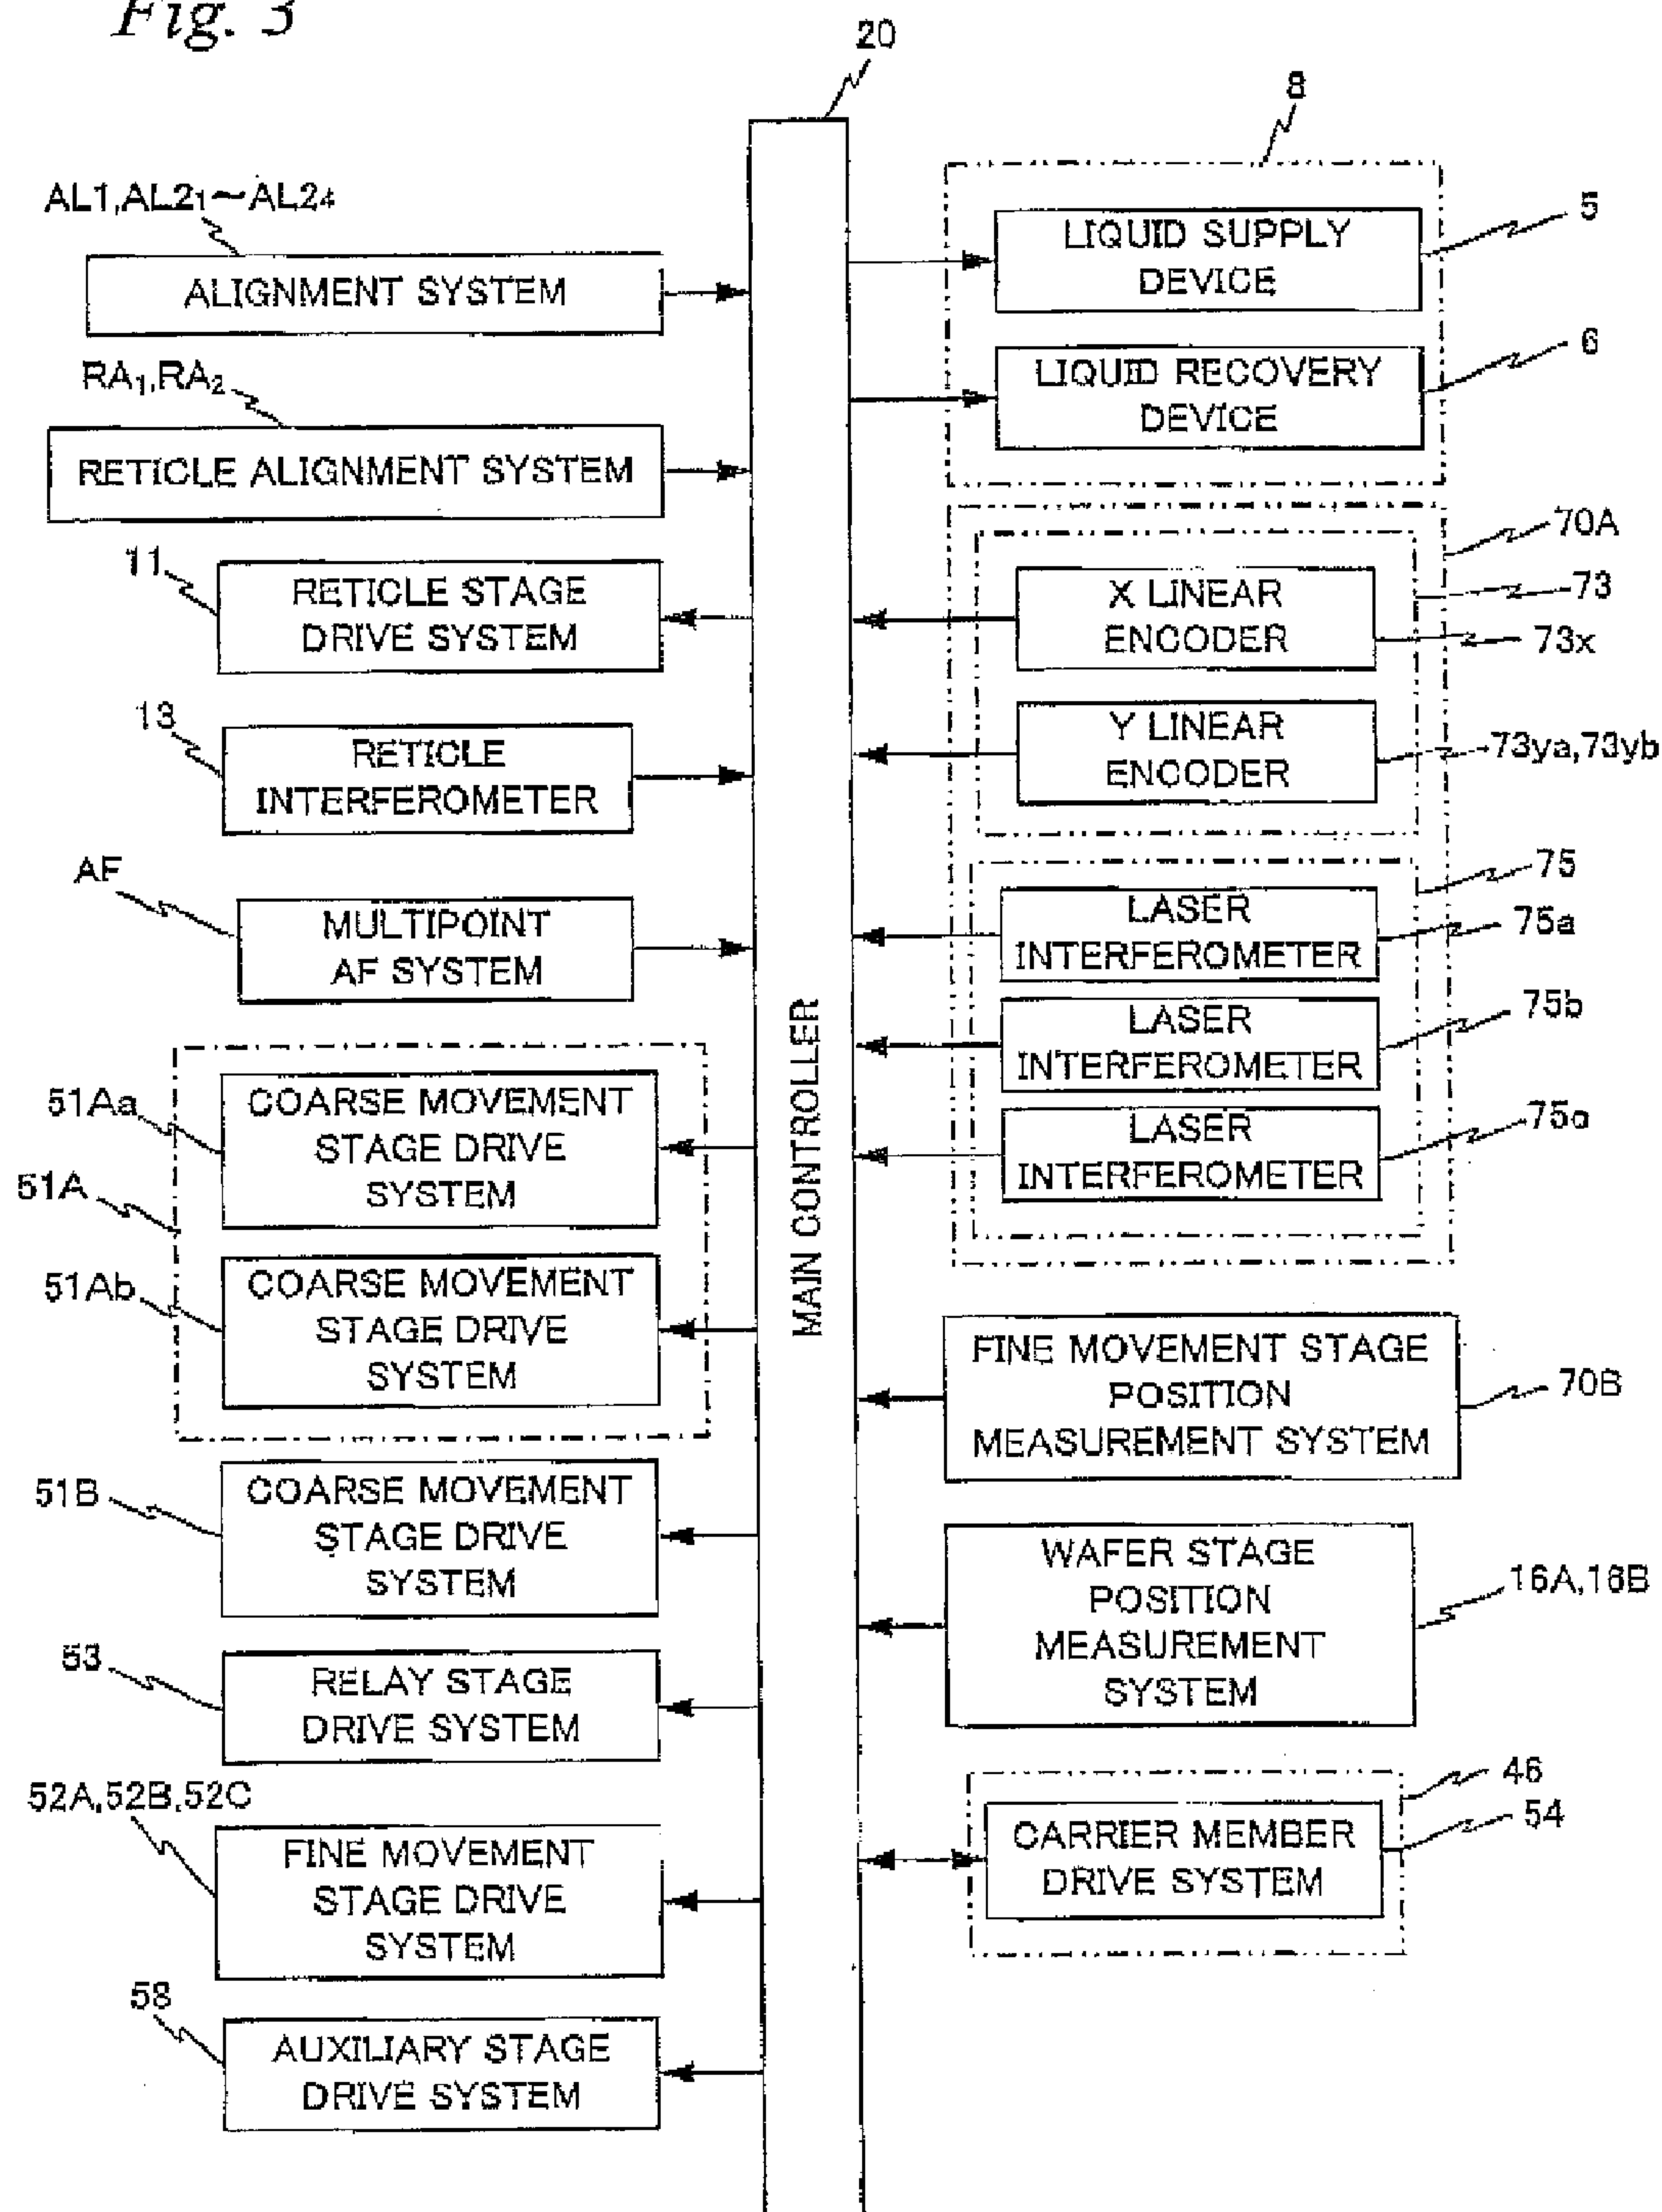 Fig. 3
20
8
AL1,AL2₁~AL2₄
ALIGNMENT SYSTEM
RA₁,RA₂
RETICLE ALIGNMENT SYSTEM
11
RETICLE STAGE
DRIVE SYSTEM
13
RETICLE
INTERFEROMETER
AF
MULTIPOINT
AF SYSTEM
51Aa
COARSE MOVEMENT
STAGE DRIVE
SYSTEM
51A
51Ab
COARSE MOVEMENT
STAGE DRIVE
SYSTEM
51B
COARSE MOVEMENT
STAGE DRIVE
SYSTEM
53
RELAY STAGE
DRIVE SYSTEM
52A,52B,52C
FINE MOVEMENT
STAGE DRIVE
SYSTEM
58
AUXILIARY STAGE
DRIVE SYSTEM
MAIN CONTROLLER
LIQUID SUPPLY
DEVICE
5
LIQUID RECOVERY
DEVICE
6
70A
73
X LINEAR
ENCODER
73x
Y LINEAR
ENCODER
73ya,73yb
75
LASER
INTERFEROMETER
75a
LASER
INTERFEROMETER
75b
LASER
INTERFEROMETER
75c
FINE MOVEMENT STAGE
POSITION
MEASUREMENT SYSTEM
70B
WAFER STAGE
POSITION
MEASUREMENT
SYSTEM
16A,16B
46
CARRIER MEMBER
DRIVE SYSTEM
54